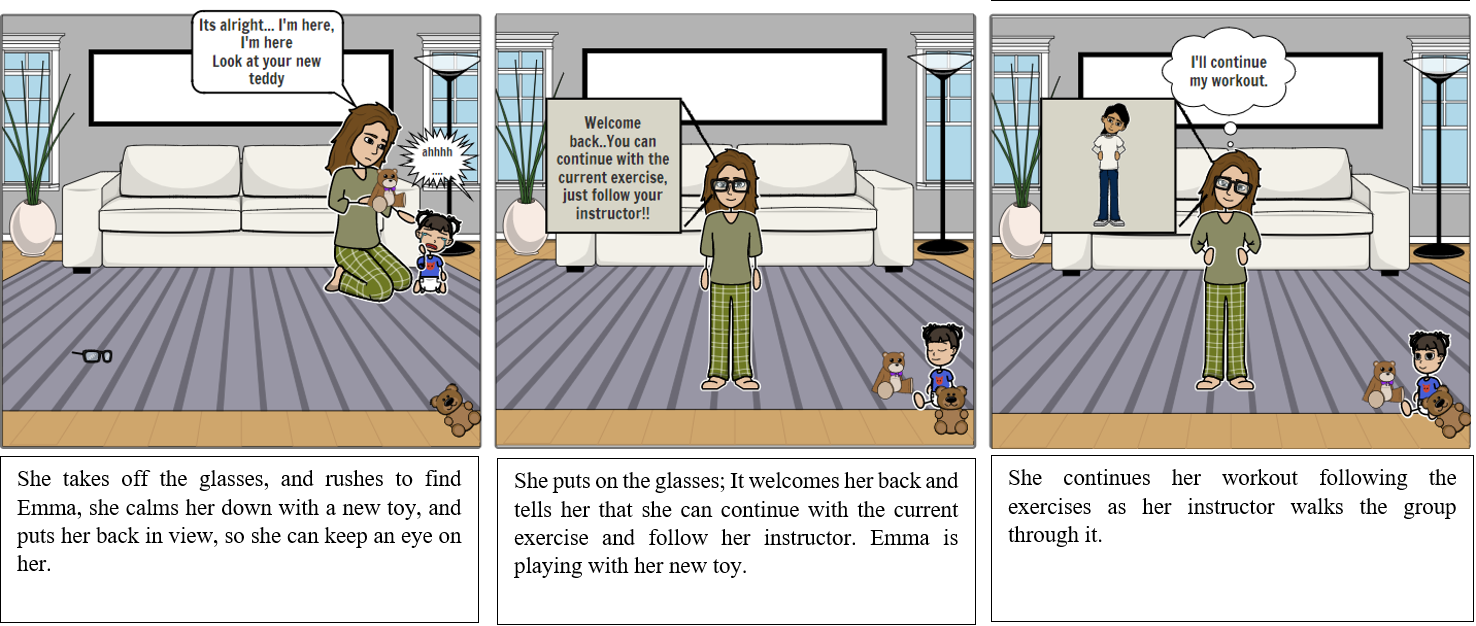 Its alright... I'm here,
I'm here
Look at your new
teddy
ahhhh
....
She takes off the glasses, and rushes to find
Emma, she calms her down with a new toy, and
puts her back in view, so she can keep an eye on
her.
Welcome
back..You can
continue with the
current exercise,
just follow your
instructor!!
She puts on the glasses; It welcomes her back and
tells her that she can continue with the current
exercise and follow her instructor. Emma is
playing with her new toy.
I'll continue
my workout.
She continues her workout following the
exercises as her instructor walks the group
through it.